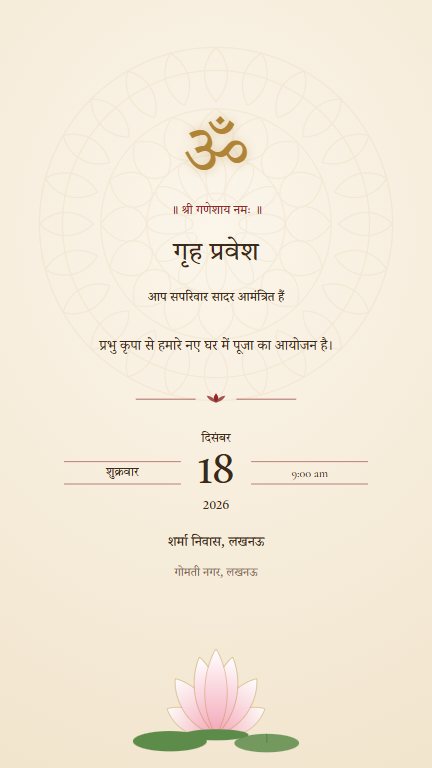 ॐ
॥ श्री गणेशाय नमः ॥
गृह प्रवेश
आप सपरिवार सादर आमंत्रित हैं
प्रभु कृपा से हमारे नए घर में पूजा का आयोजन है।
दिसंबर
शुक्रवार 18 9:00 am
2026
शर्मा निवास, लखनऊ
गोमती नगर, लखनऊ